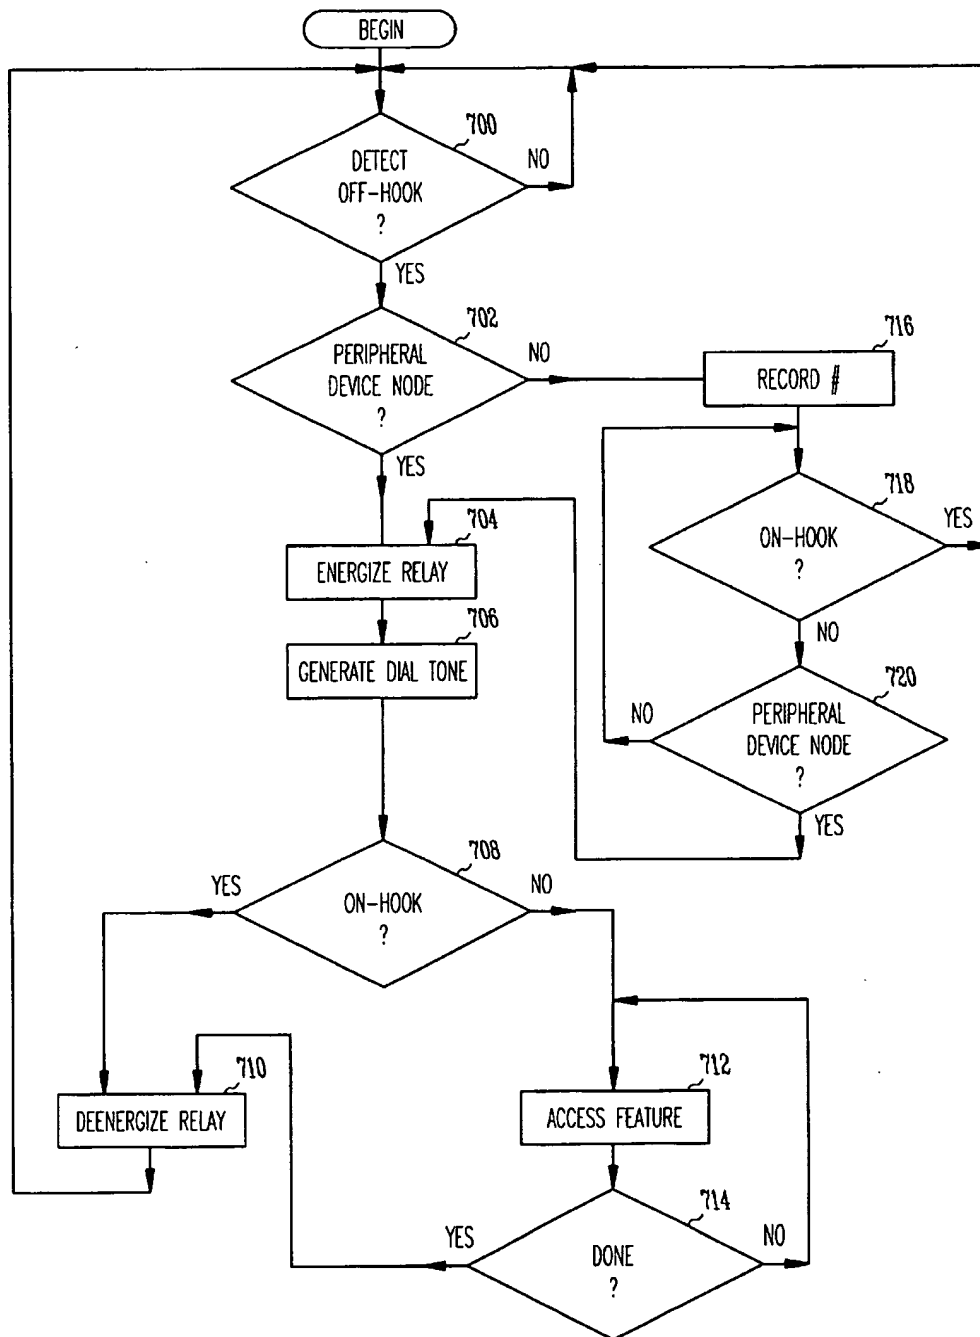 BEGIN
700
DETECT
OFF-HOOK
?
NO
YES
702
PERIPHERAL
DEVICE NODE
?
NO
YES
716
RECORD #
718
ON-HOOK
?
YES
NO
704
ENERGIZE RELAY
706
GENERATE DIAL TONE
720
PERIPHERAL
DEVICE NODE
?
NO
YES
708
ON-HOOK
?
YES
NO
710
DEENERGIZE RELAY
712
ACCESS FEATURE
714
DONE
?
YES
NO